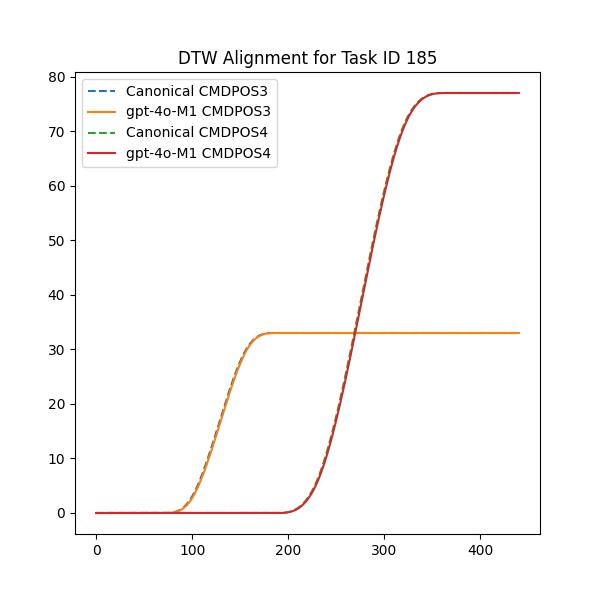 DTW Alignment for Task ID 185
80
70
60
50
40
30
20
10
0
Canonical CMDPOS3
gpt-4o-M1 CMDPOS3
Canonical CMDPOS4
gpt-4o-M1 CMDPOS4
0 100 200 300 400